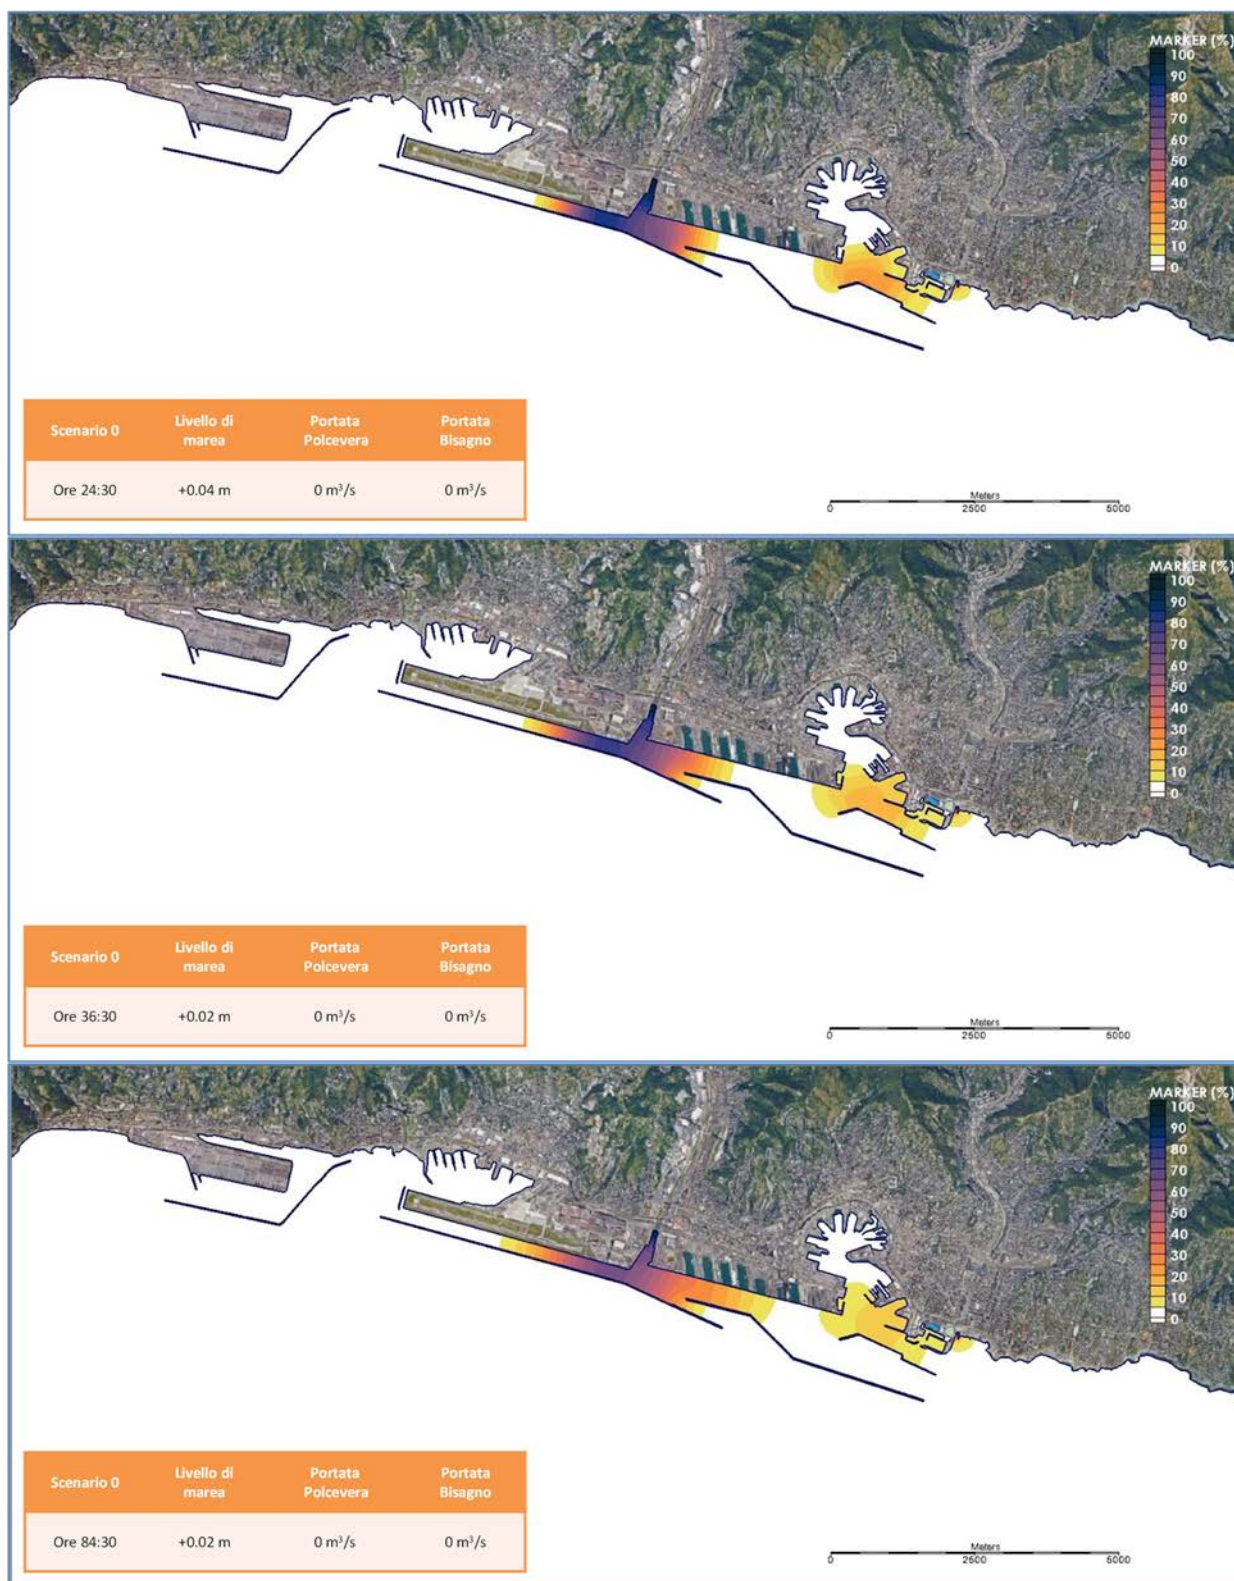 MARKER (%)
100
90
80
70
60
50
40
30
20
10
0
Scenario 0
Livello di
marea
Portata
Polcevera
Portata
Bisagno
Ore 24:30
+0.04 m
0 m³/s
0 m³/s
Meters
0
2500
5000
MARKER (%)
100
90
80
70
60
50
40
30
20
10
0
Scenario 0
Livello di
marea
Portata
Polcevera
Portata
Bisagno
Ore 36:30
+0.02 m
0 m³/s
0 m³/s
Meters
0
2500
5000
MARKER (%)
100
90
80
70
60
50
40
30
20
10
0
Scenario 0
Livello di
marea
Portata
Polcevera
Portata
Bisagno
Ore 84:30
+0.02 m
0 m³/s
0 m³/s
Meters
0
2500
5000